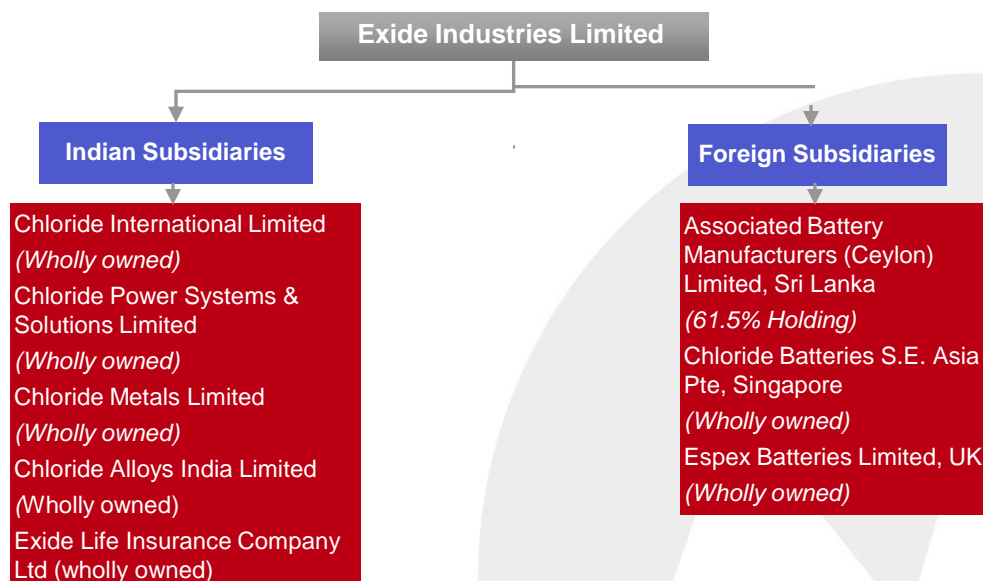 Exide Industries Limited
Indian Subsidiaries
Chloride International Limited
(Wholly owned)
Chloride Power Systems &
Solutions Limited
(Wholly owned)
Chloride Metals Limited
(Wholly owned)
Chloride Alloys India Limited
(Wholly owned)
Exide Life Insurance Company
Ltd (wholly owned)
Foreign Subsidiaries
Associated Battery
Manufacturers (Ceylon)
Limited, Sri Lanka
(61.5% Holding)
Chloride Batteries S.E. Asia
Pte, Singapore
(Wholly owned)
Espex Batteries Limited, UK
(Wholly owned)